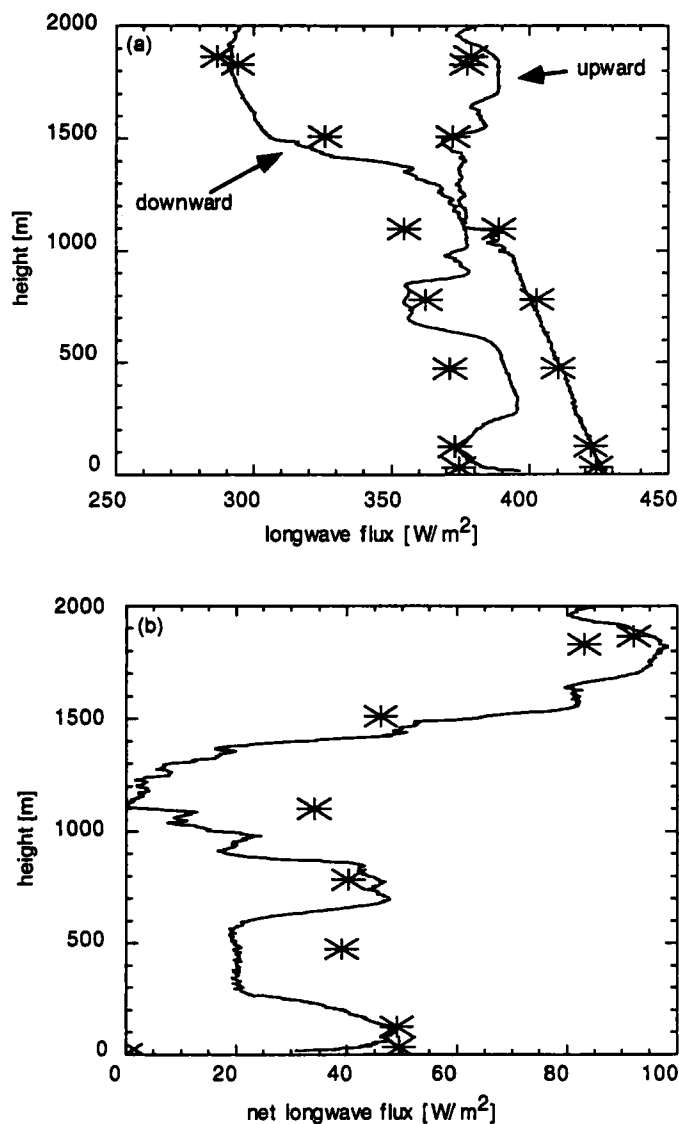 (a)
2000
1500
1000
500
0
height [m]
upward
downward
250 300 350 400 450
longwave flux [W/m²]
(b)
2000
1500
1000
500
0
height [m]
0 20 40 60 80 100
net longwave flux [W/m²]